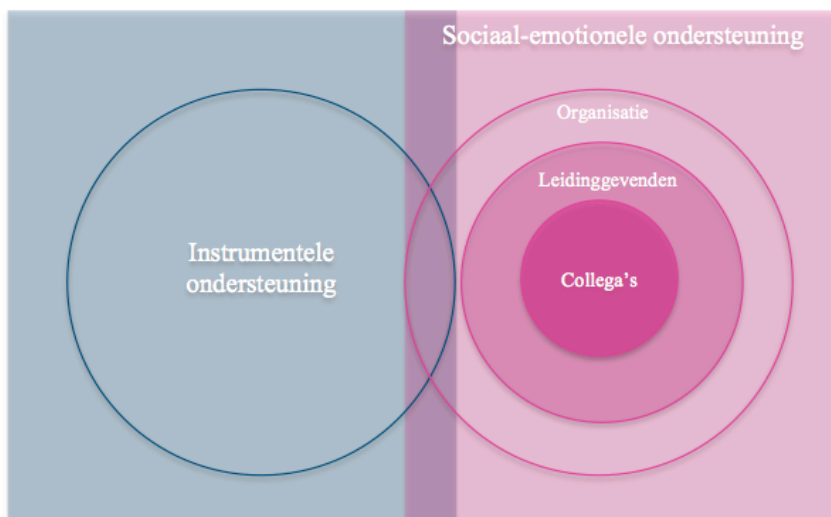 Sociaal-emotionele ondersteuning
Organisatie
Leidinggevenden
Instrumentele
ondersteuning
Collega's